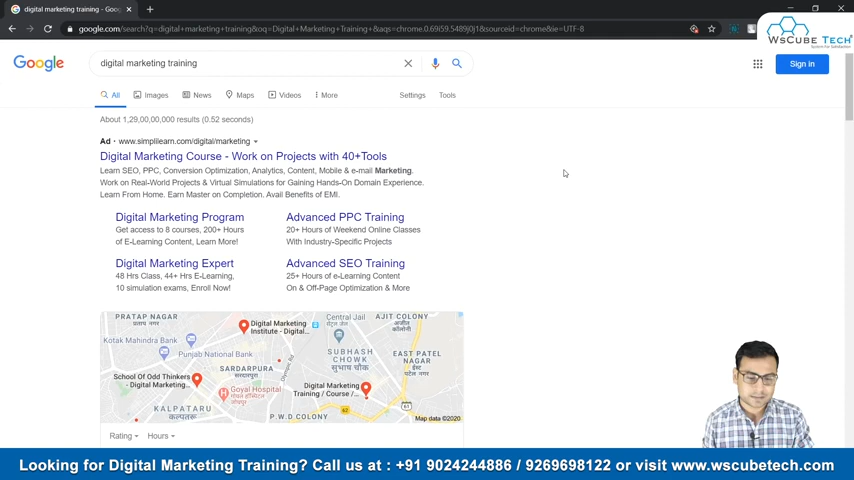 digital marketing training - Goog
google.com/search?q=digital+marketing+training&oq=Digital+Marketing+Training+&aqs=chrome.0.69i59.5489j0j1&sourceid=chrome&ie=UTF-8
WsCube Tech
Google
digital marketing training
Sign in
All Images News Maps Videos More Settings Tools
About 1,29,00,00,000 results (0.52 seconds)
Ad · www.simplilearn.com/digital/marketing
Digital Marketing Course - Work on Projects with 40+Tools
Learn SEO, PPC, Conversion Optimization, Analytics, Content, Mobile & e-mail Marketing.
Work on Real-World Projects & Virtual Simulations for Gaining Hands-On Domain Experience.
Learn From Home. Earn Master on Completion. Avail Benefits of EMI.
Digital Marketing Program
Get access to 8 courses, 200+ Hours
of E-Learning Content, Learn More!
Advanced PPC Training
20+ Hours of Weekend Online Classes
With Industry-Specific Projects
Digital Marketing Expert
48 Hrs Class, 44+ Hrs E-Learning,
10 simulation exams, Enroll Now!
Advanced SEO Training
25+ Hours of e-Learning Content
On & Off-Page Optimization & More
PRATAP NAGAR
प्रताप नगर
Kotak Mahindra Bank
Punjab National Bank
Digital Marketing
Institute - Digital...
Central Jail
सेंट्रल जेल
AJIT COLONY
अजीत
कॉलोनी
SUBHASH
CHOWK
सुभाष चौक
EAST PATEL
NAGAR
SARDARPURA
सरदारपुरा
Olympic Rd
School Of Odd Thinkers
- Digital Marketing...
Goyal Hospital
Digital Marketing
Training / Course /...
KALPATARU
P.W.D COLONY
62
61
Map data ©2020
Rating Hours
Looking for Digital Marketing Training? Call us at : +91 9024244886 / 9269698122 or visit www.wscubetech.com